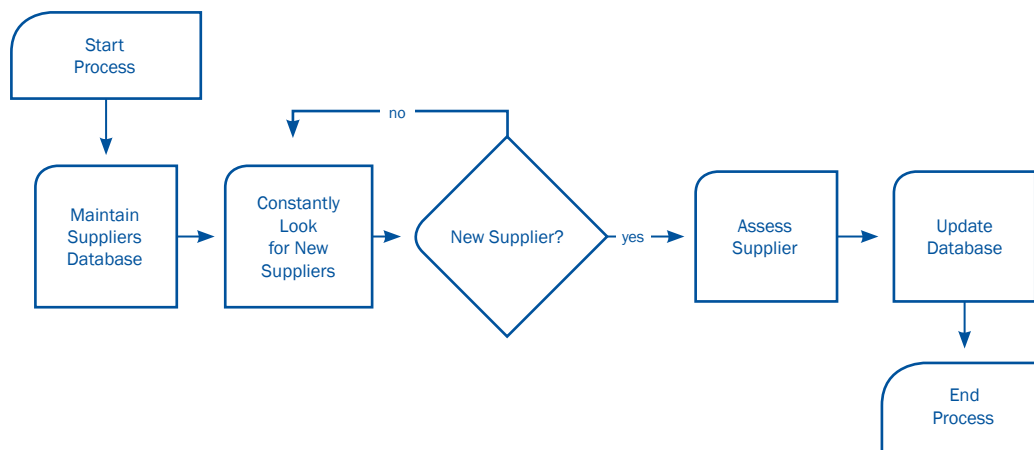 Start
Process
no
Maintain
Suppliers
Database
Constantly
Look
for New
Suppliers
New Supplier?
yes
Assess
Supplier
Update
Database
End
Process